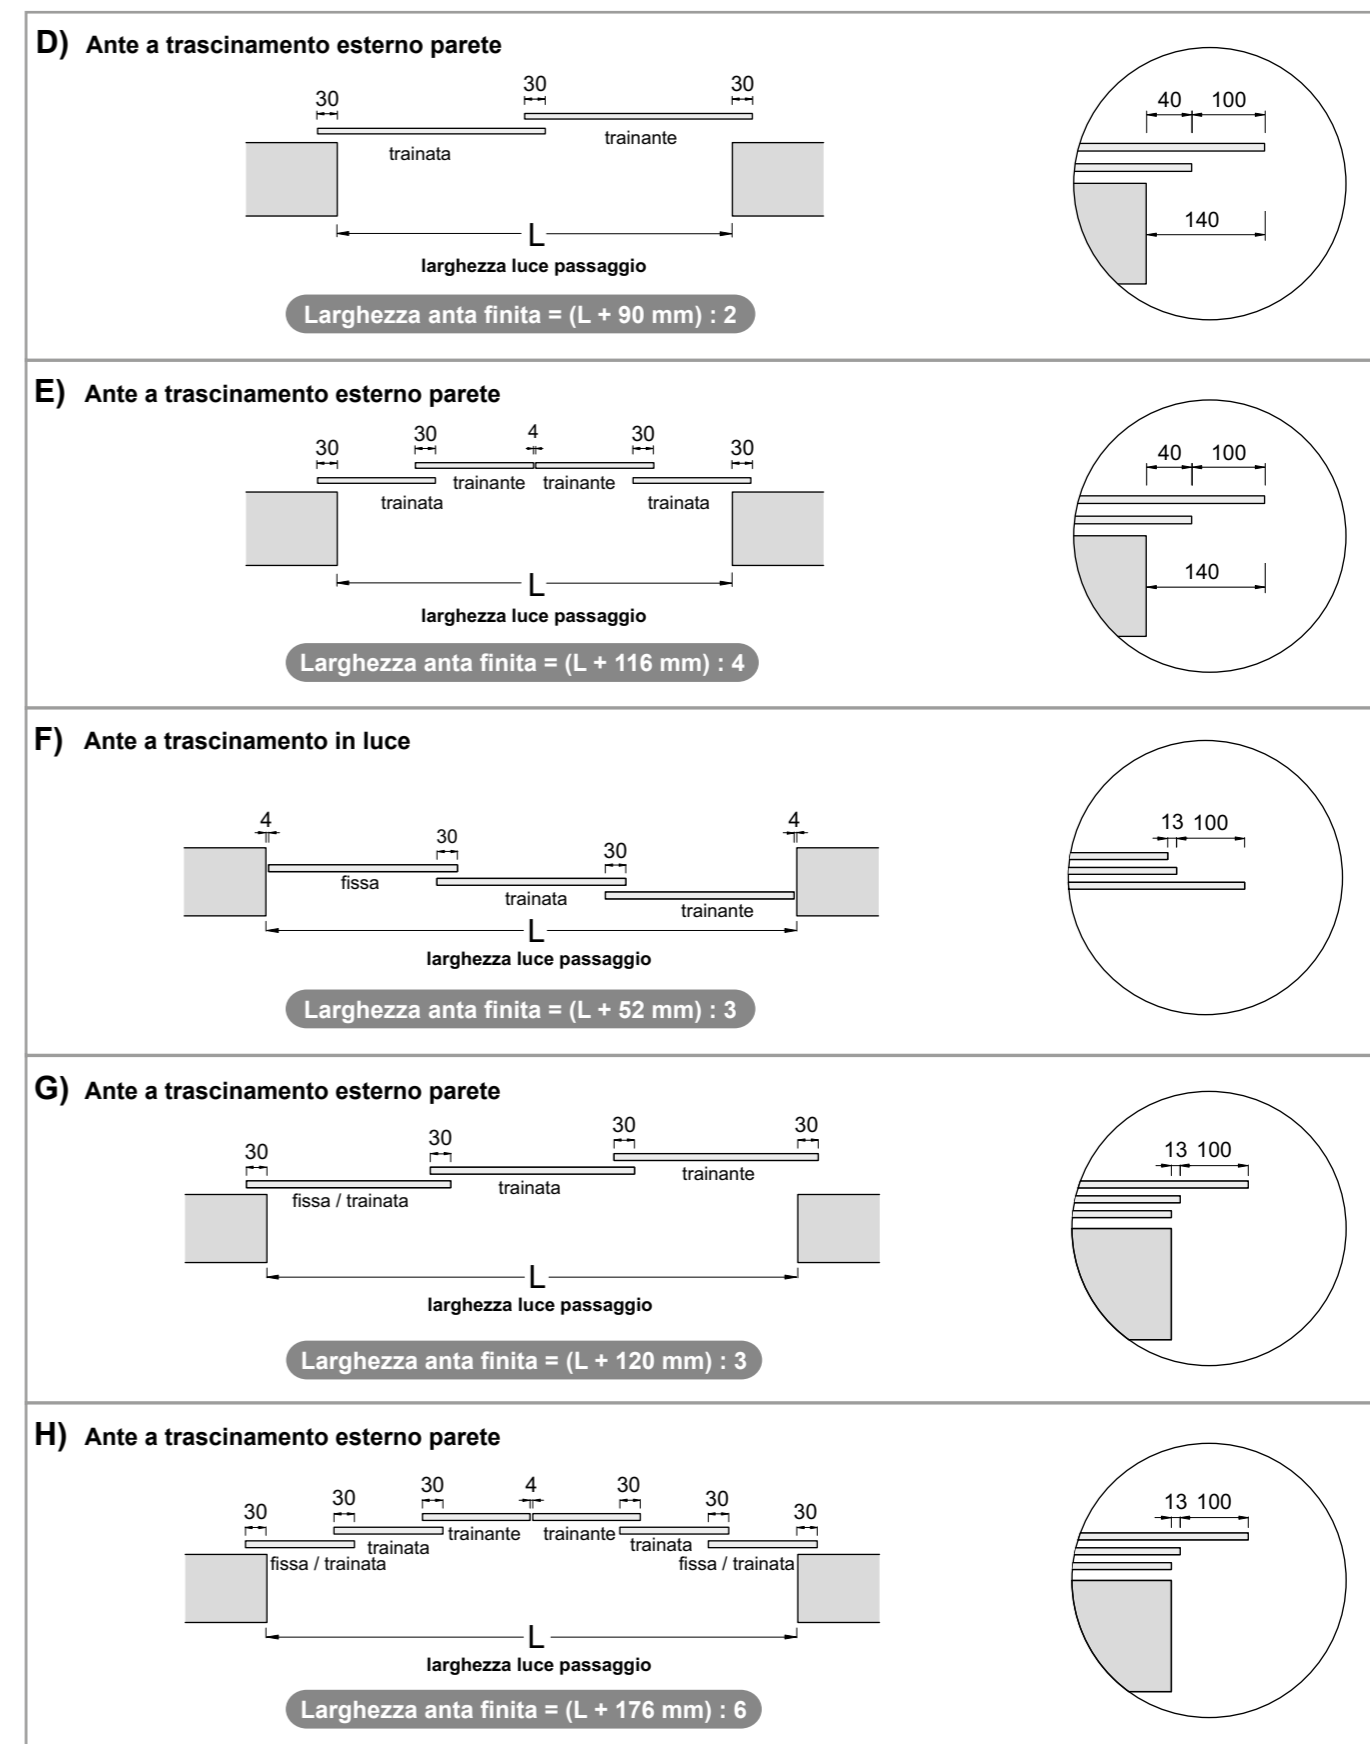 D) Ante a trascinamento esterno parete
30 30 30
trainata
trainante
L
larghezza luce passaggio
Larghezza anta finita = (L + 90 mm) : 2
40 100
140
E) Ante a trascinamento esterno parete
30 30 4 30 30
trainata trainante trainante trainata
L
larghezza luce passaggio
Larghezza anta finita = (L + 116 mm) : 4
40 100
140
F) Ante a trascinamento in luce
4 30 30 4
fissa
trainata
trainante
L
larghezza luce passaggio
Larghezza anta finita = (L + 52 mm) : 3
13 100
G) Ante a trascinamento esterno parete
30 30 30 30
fissa / trainata
trainata
trainante
L
larghezza luce passaggio
Larghezza anta finita = (L + 120 mm) : 3
13 100
H) Ante a trascinamento esterno parete
30 30 30 4 30 30 30
fissa / trainata trainata trainante trainante trainata fissa / trainata
L
larghezza luce passaggio
Larghezza anta finita = (L + 176 mm) : 6
13 100